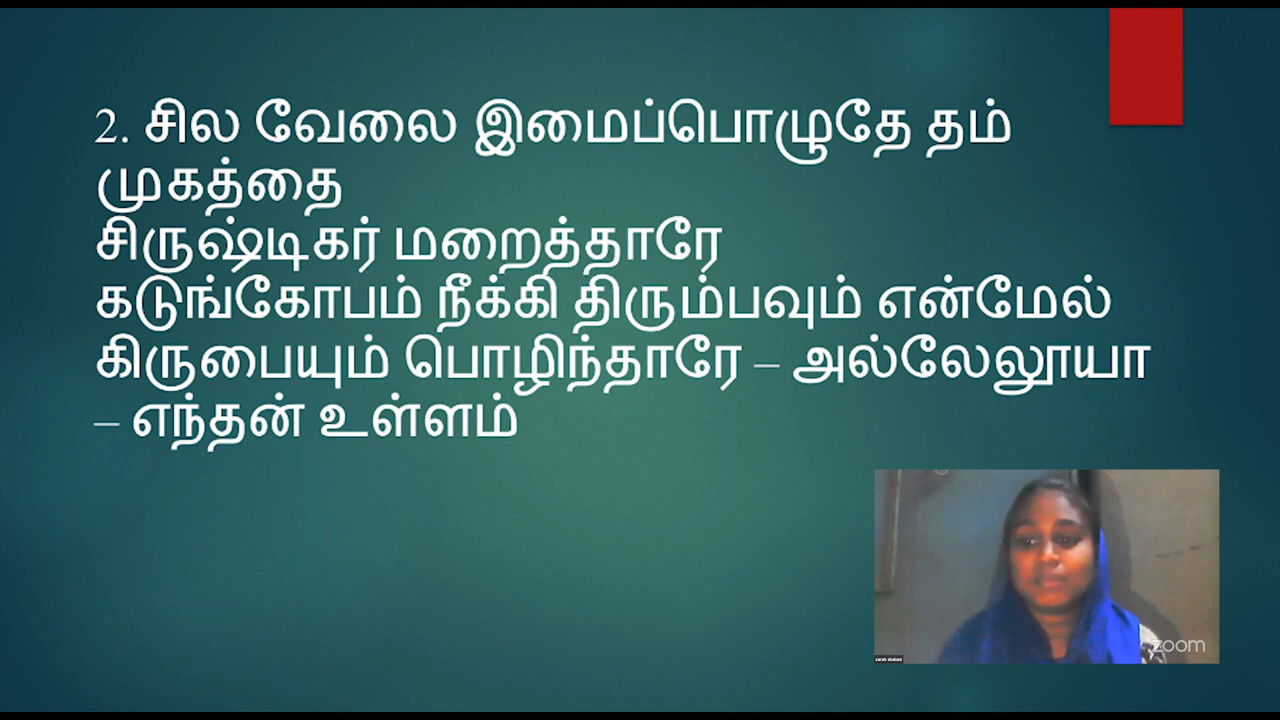 2. சில வேலை இமைப்பொழுதே தம்
முகத்தை
சிருஷ்டிகர் மறைத்தாரே
கடுங்கோபம் நீக்கி திரும்பவும் என்மேல்
கிருபையும் பொழிந்தாரே – அல்லேலூயா
– எந்தன் உள்ளம்
zoom